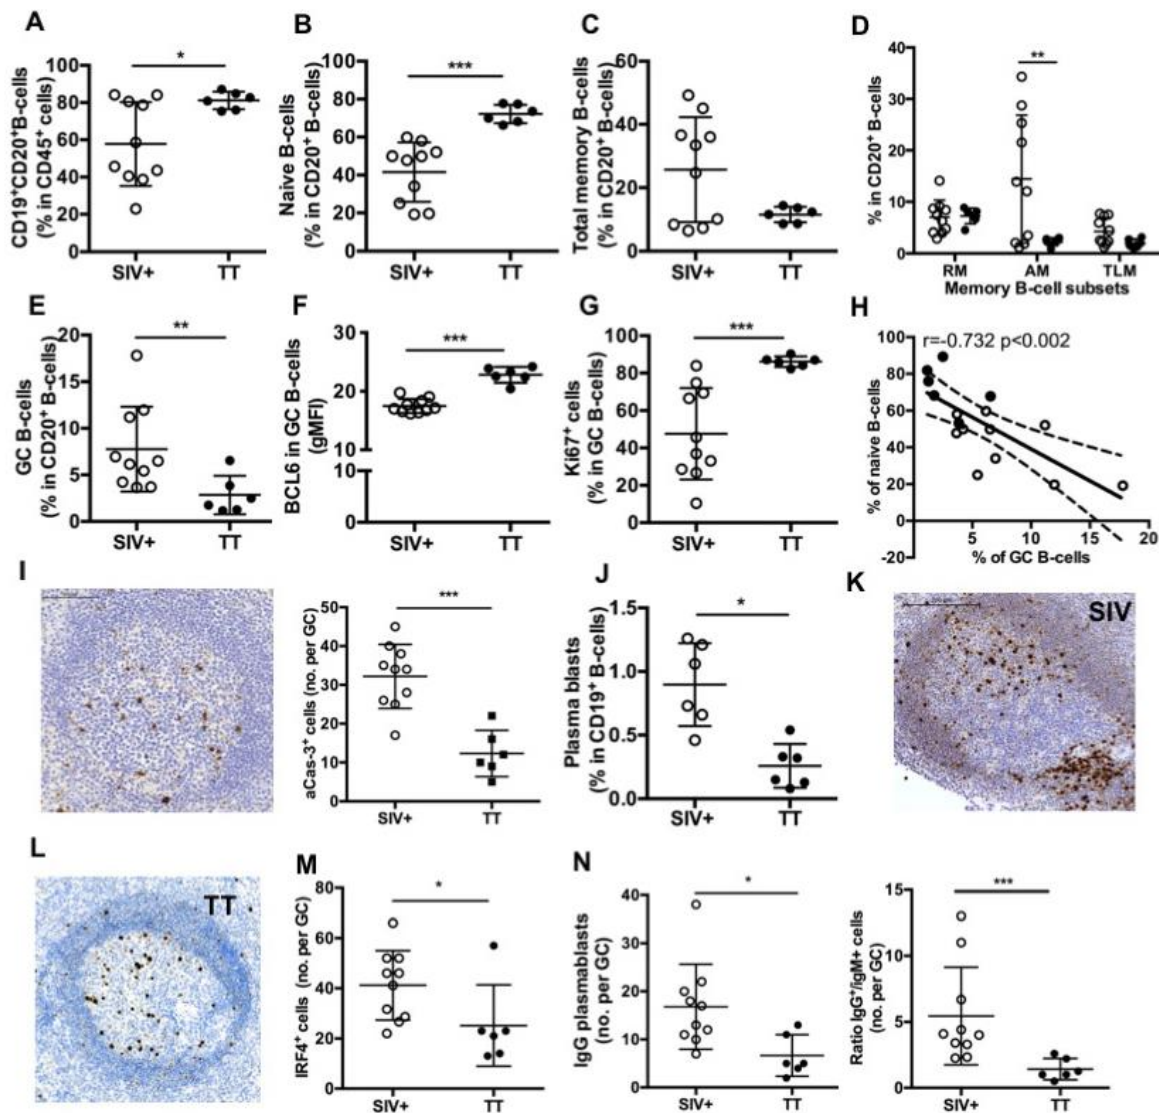 A
CD19⁺CD20⁺B-cells
(% in CD45⁺ cells)
100
80
60
40
20
0
*
SIV+
TT
B
Naive B-cells
(% in CD20⁺ B-cells)
100
80
60
40
20
0
***
SIV+
TT
C
Total memory B-cells
(% in CD20⁺ B-cells)
60
40
20
0
SIV+
TT
D
% in CD20⁺ B-cells
40
30
20
10
0
**
RM
AM
TLM
Memory B-cell subsets
E
GC B-cells
(% in CD20⁺ B-cells)
20
15
10
5
0
**
SIV+
TT
F
BCL6 in GC B-cells
(gMFI)
30
20
10
0
***
SIV+
TT
G
Ki67⁺ cells
(% in GC B-cells)
100
80
60
40
20
0
***
SIV+
TT
H
r=-0.732 p<0.002
% of naive B-cells
100
80
60
40
20
0
-20
5
10
15
20
% of GC B-cells
I
aCas-3⁺ cells (no. per GC)
50
40
30
20
10
0
***
SIV+
TT
J
Plasma blasts
(% in CD19⁺ B-cells)
1.5
1.0
0.5
0.0
*
SIV+
TT
K
SIV
L
TT
M
IRF4⁺ cells (no. per GC)
80
60
40
20
0
*
SIV+
TT
N
IgG plasmablasts
(no. per GC)
40
30
20
10
0
*
SIV+
TT
Ratio IgG⁺/igM+ cells
(no. per GC)
15
10
5
0
***
SIV+
TT